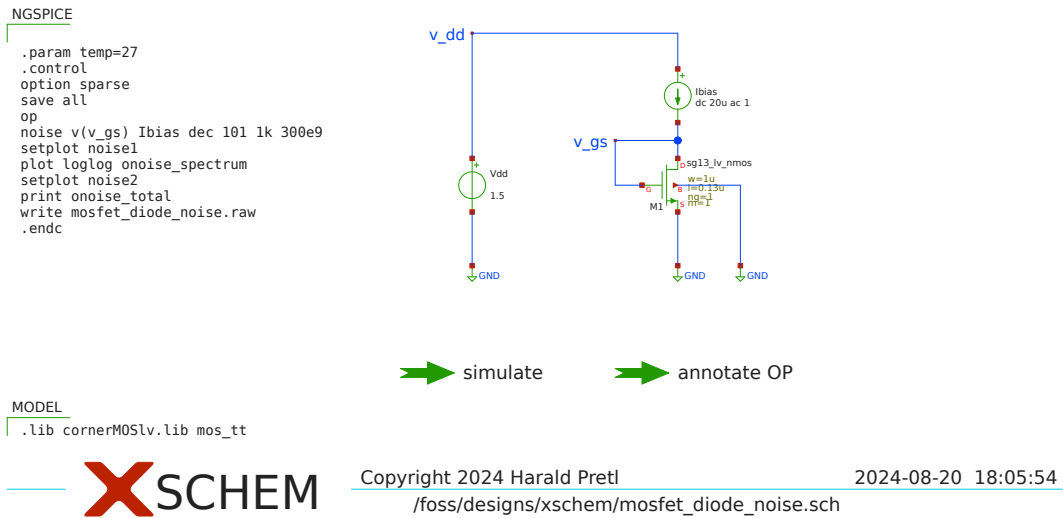 NGSPICE
.param temp=27
.control
option sparse
save all
op
noise v(v_gs) Ibias dec 101 1k 300e9
setplot noise1
plot loglog onoise_spectrum
setplot noise2
print onoise_total
write mosfet_diode_noise.raw
.endc
v_dd
+
Ibias
dc 20u ac 1
v_gs
+
Vdd
1.5
D
sg13_lv_nmos
w=1u
l=0.13u
ng=1
m=1
G
B
S
M1
GND
GND
GND
simulate
annotate OP
MODEL
.lib cornerMOSlv.lib mos_tt
XSCHEM
Copyright 2024 Harald Pretl
2024-08-20 18:05:54
/foss/designs/xschem/mosfet_diode_noise.sch